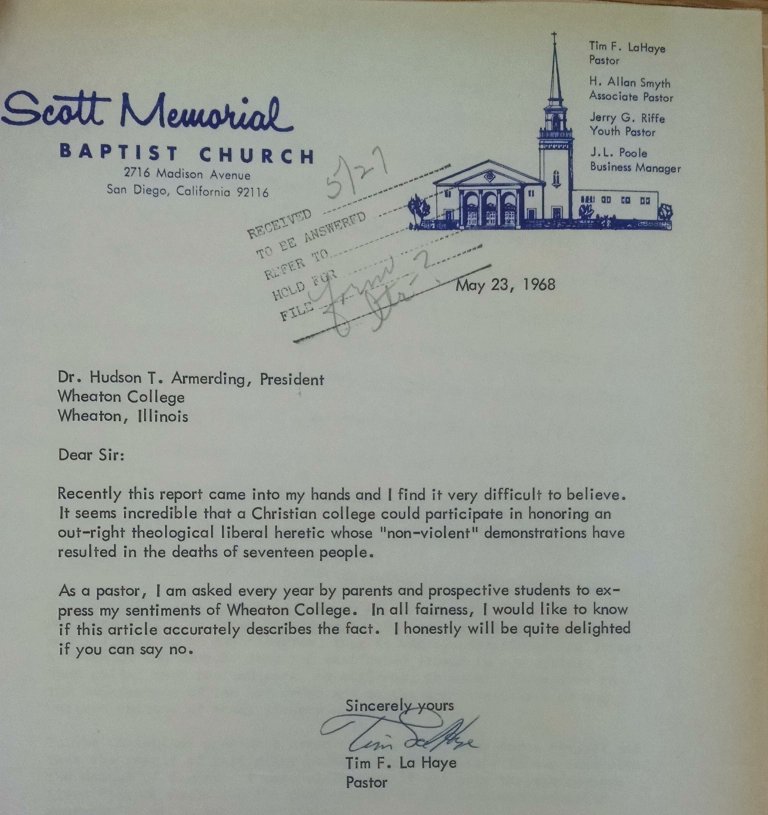 Scott Memorial
BAPTIST CHURCH
2716 Madison Avenue
San Diego, California 92116
Tim F. LaHaye
Pastor
H. Allan Smyth
Associate Pastor
Jerry G. Riffe
Youth Pastor
J.L. Poole
Business Manager
RECEIVED 5/27
TO BE ANSWERED
REFER TO
HOLD FOR
FILE
May 23, 1968
Dr. Hudson T. Armerding, President
Wheaton College
Wheaton, Illinois
Dear Sir:
Recently this report came into my hands and I find it very difficult to believe.
It seems incredible that a Christian college could participate in honoring an
out-right theological liberal heretic whose "non-violent" demonstrations have
resulted in the deaths of seventeen people.
As a pastor, I am asked every year by parents and prospective students to ex-
press my sentiments of Wheaton College. In all fairness, I would like to know
if this article accurately describes the fact. I honestly will be quite delighted
if you can say no.
Sincerely yours
Tim LaHaye
Tim F. La Haye
Pastor